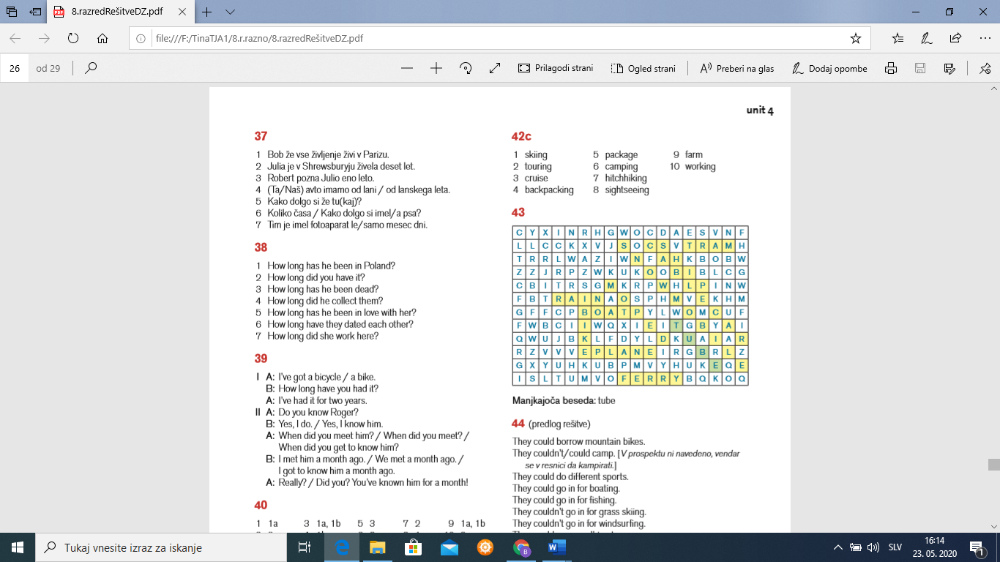 8.razredRešitveDZ.pdf
file:///F:/TinaTJA1/8.r.razno/8.razredRešitveDZ.pdf
26 od 29
Prilagodi strani
Ogled strani
Preberi na glas
Dodaj opombe
unit 4
37
1 Bob že vse življenje živi v Parizu.
2 Julia je v Shrewsburyju živela deset let.
3 Robert pozna Julio eno leto.
4 (Ta/Naš) avto imamo od lani / od lanskega leta.
5 Kako dolgo si že tu(kaj)?
6 Koliko časa / Kako dolgo si imel/a psa?
7 Tim je imel fotoaparat le/samo mesec dni.
38
1 How long has he been in Poland?
2 How long did you have it?
3 How long has he been dead?
4 How long did he collect them?
5 How long has he been in love with her?
6 How long have they dated each other?
7 How long did she work here?
39
I A: I've got a bicycle / a bike.
B: How long have you had it?
A: I've had it for two years.
II A: Do you know Roger?
B: Yes, I do. / Yes, I know him.
A: When did you meet him? / When did you meet? /
When did you get to know him?
B: I met him a month ago. / We met a month ago. /
I got to know him a month ago.
A: Really? / Did you? You've known him for a month!
40
1 1a 3 1a, 1b 5 3 7 2 9 1a, 1b
42c
1 skiing 5 package 9 farm
2 touring 6 camping 10 working
3 cruise 7 hitchhiking
4 backpacking 8 sightseeing
43
C Y X I N R H G W O C D A E S V N F
L L C C K X V J S O C S V T R A M H
T R R L W A Z I W N F A H K B O B W
Z Z J R P Z W K U K O O B I B L C G
C B I T R S G M K R P W H L P I N W
F B T R A I N A O S P H M V E K H M
G F F C P B O A T P Y L W O M C U F
F W B C I I W Q X I E I T G B Y A I
Q W U J B K L F D Y L D K U A I A R
R Z V V V E P L A N E I R G B R L Z
G X Y U H K U B P M V Y H U K E Q E
I S L T U M V O F E R R Y B Q K O Q
Manjkajoča beseda: tube
44 (predlog rešitve)
They could borrow mountain bikes.
They couldn't/could camp. [V prospektu ni navedeno, vendar
se v resnici da kampirati.]
They could do different sports.
They could go in for boating.
They could go in for fishing.
They couldn't go in for grass skiing.
They couldn't go in for windsurfing.
Tukaj vnesite izraz za iskanje
SLV
16:14
23. 05. 2020
1